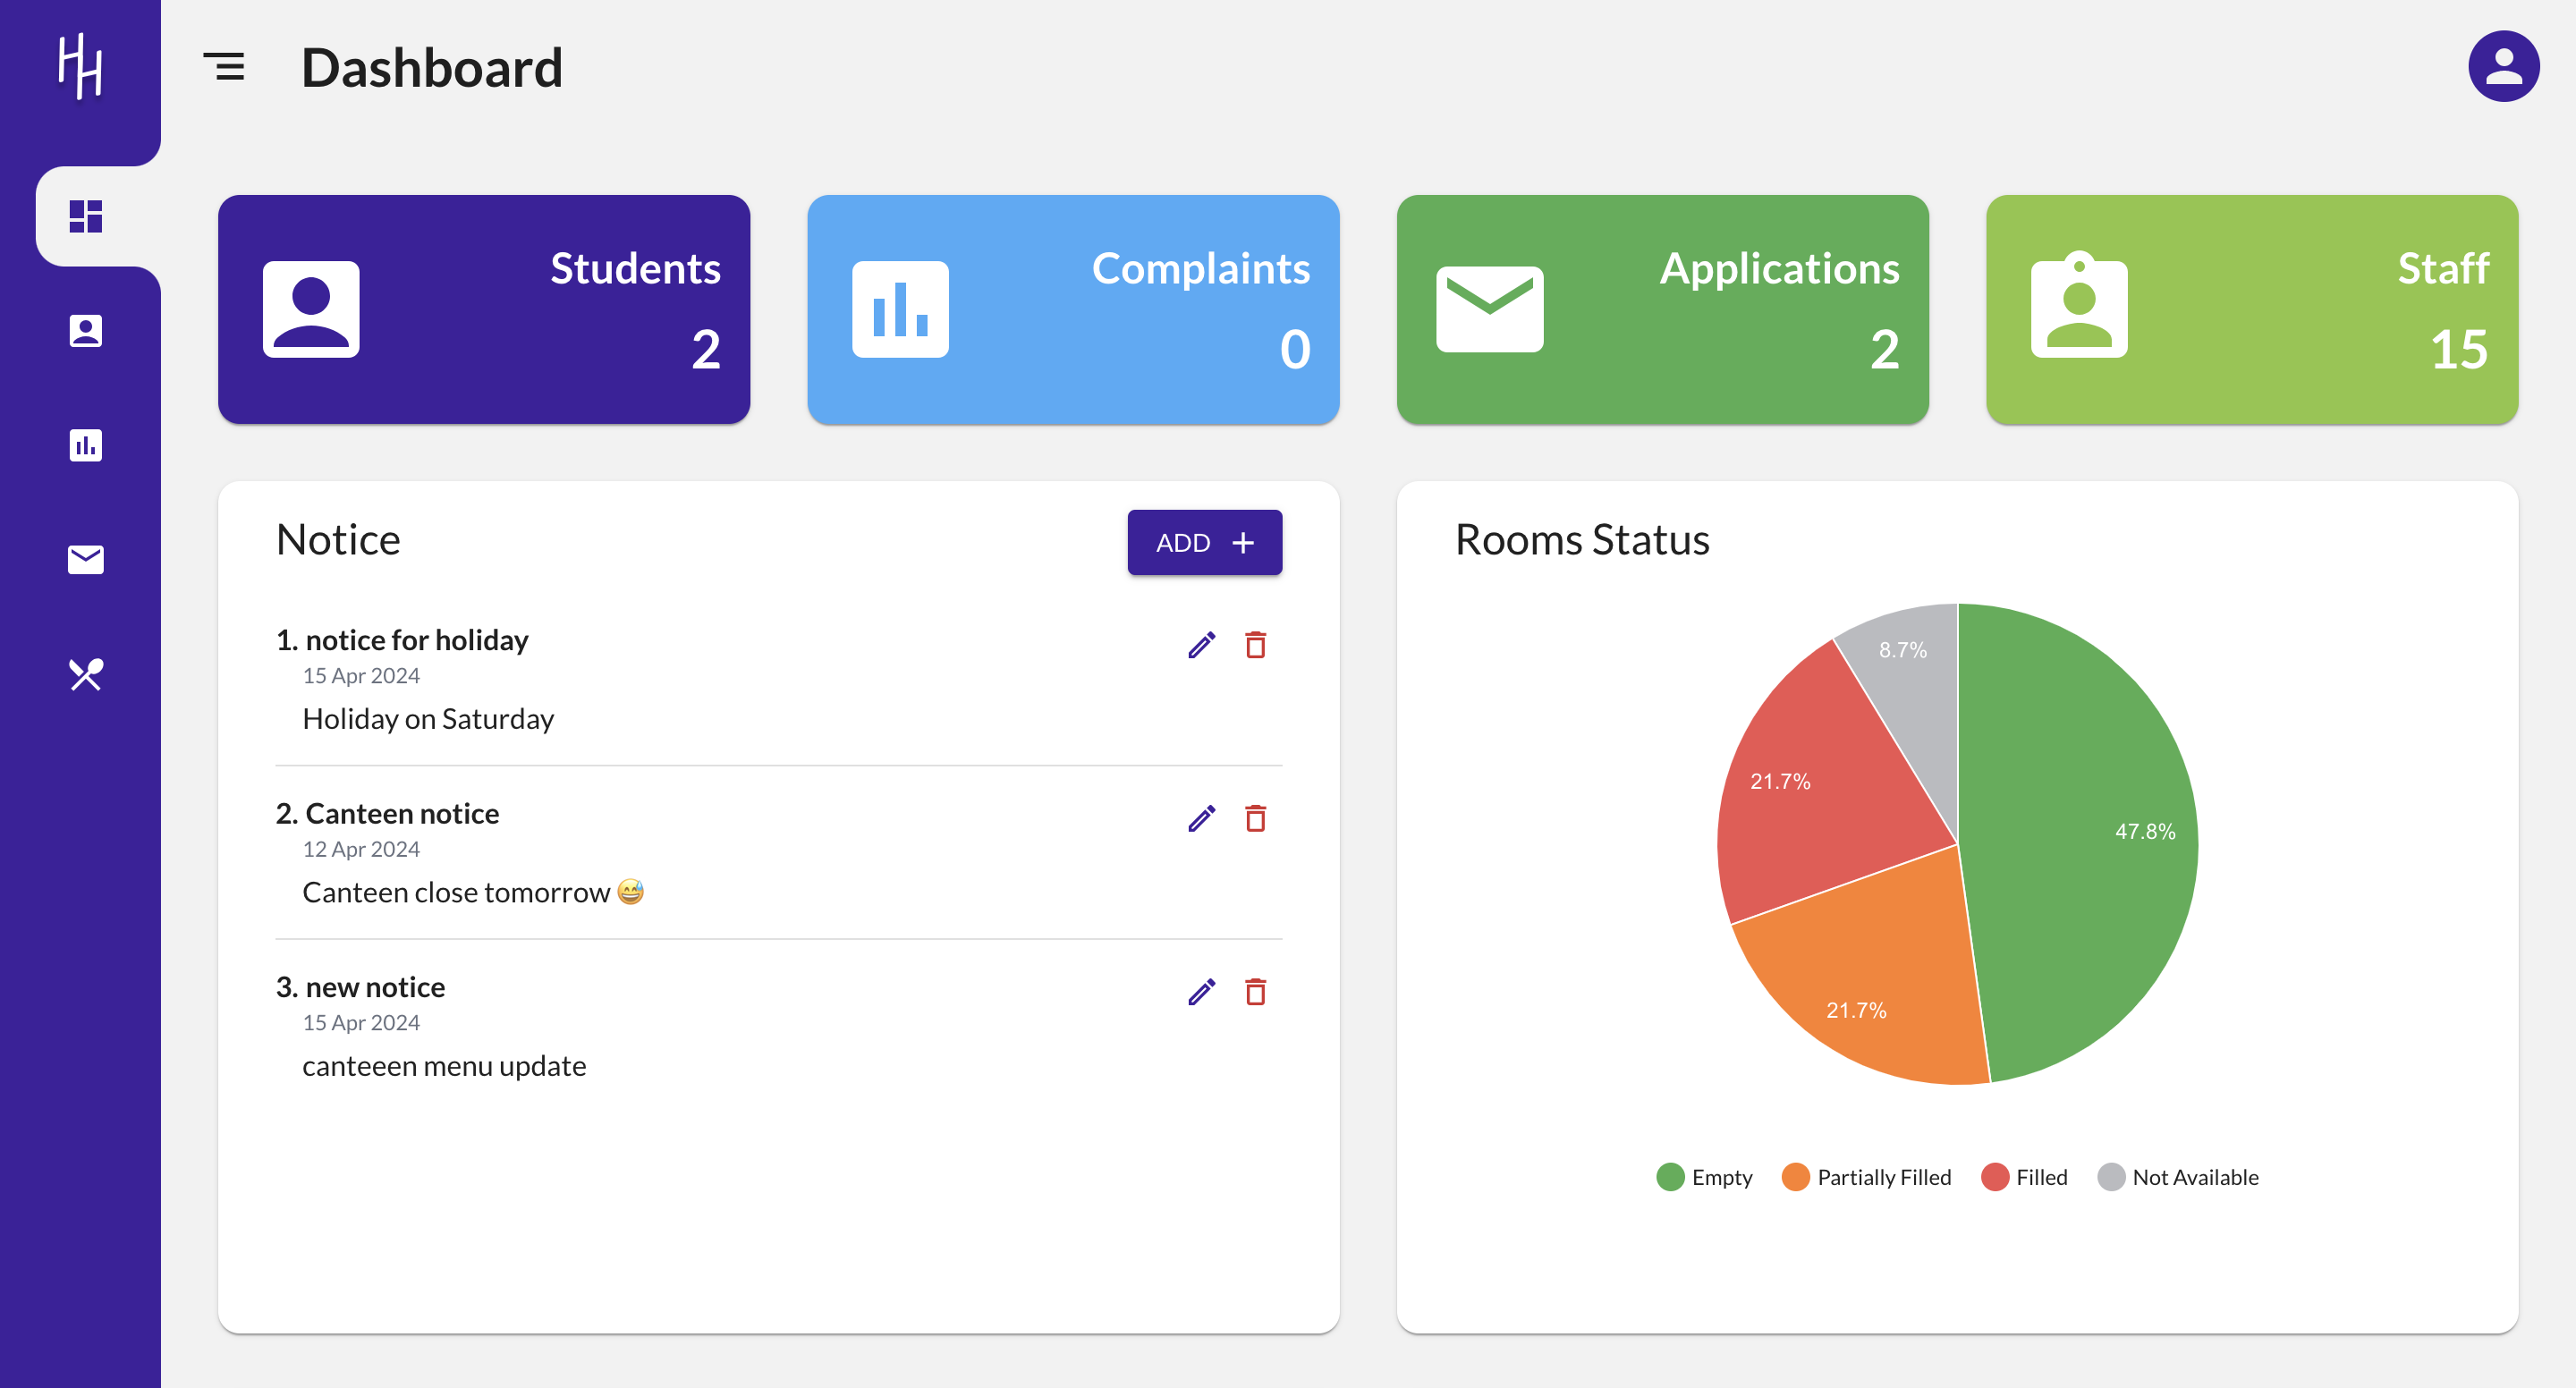 HH
Dashboard
Students
2
Complaints
0
Applications
2
Staff
15
Notice
ADD +
1. notice for holiday
15 Apr 2024
Holiday on Saturday
2. Canteen notice
12 Apr 2024
Canteen close tomorrow 😅
3. new notice
15 Apr 2024
canteeen menu update
Rooms Status
8.7%
21.7%
47.8%
21.7%
Empty Partially Filled Filled Not Available